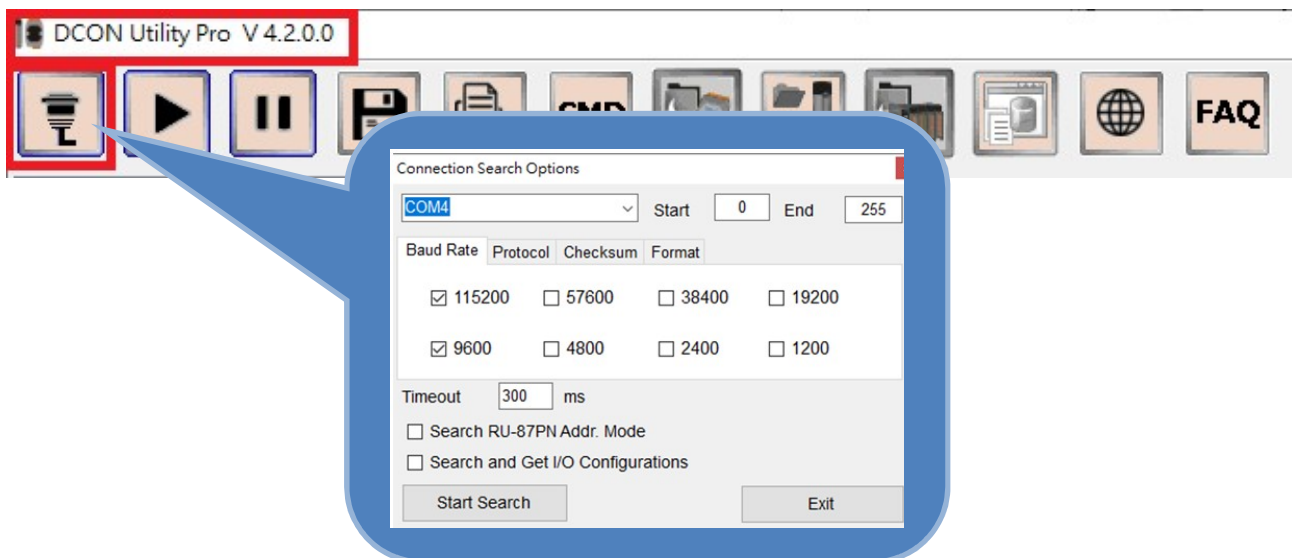 DCON Utility Pro V 4.2.0.0
CMD FAQ
Connection Search Options
COM4 Start 0 End 255
Baud Rate Protocol Checksum Format
115200 57600 38400 19200
9600 4800 2400 1200
Timeout 300 ms
Search RU-87PN Addr. Mode
Search and Get I/O Configurations
Start Search Exit